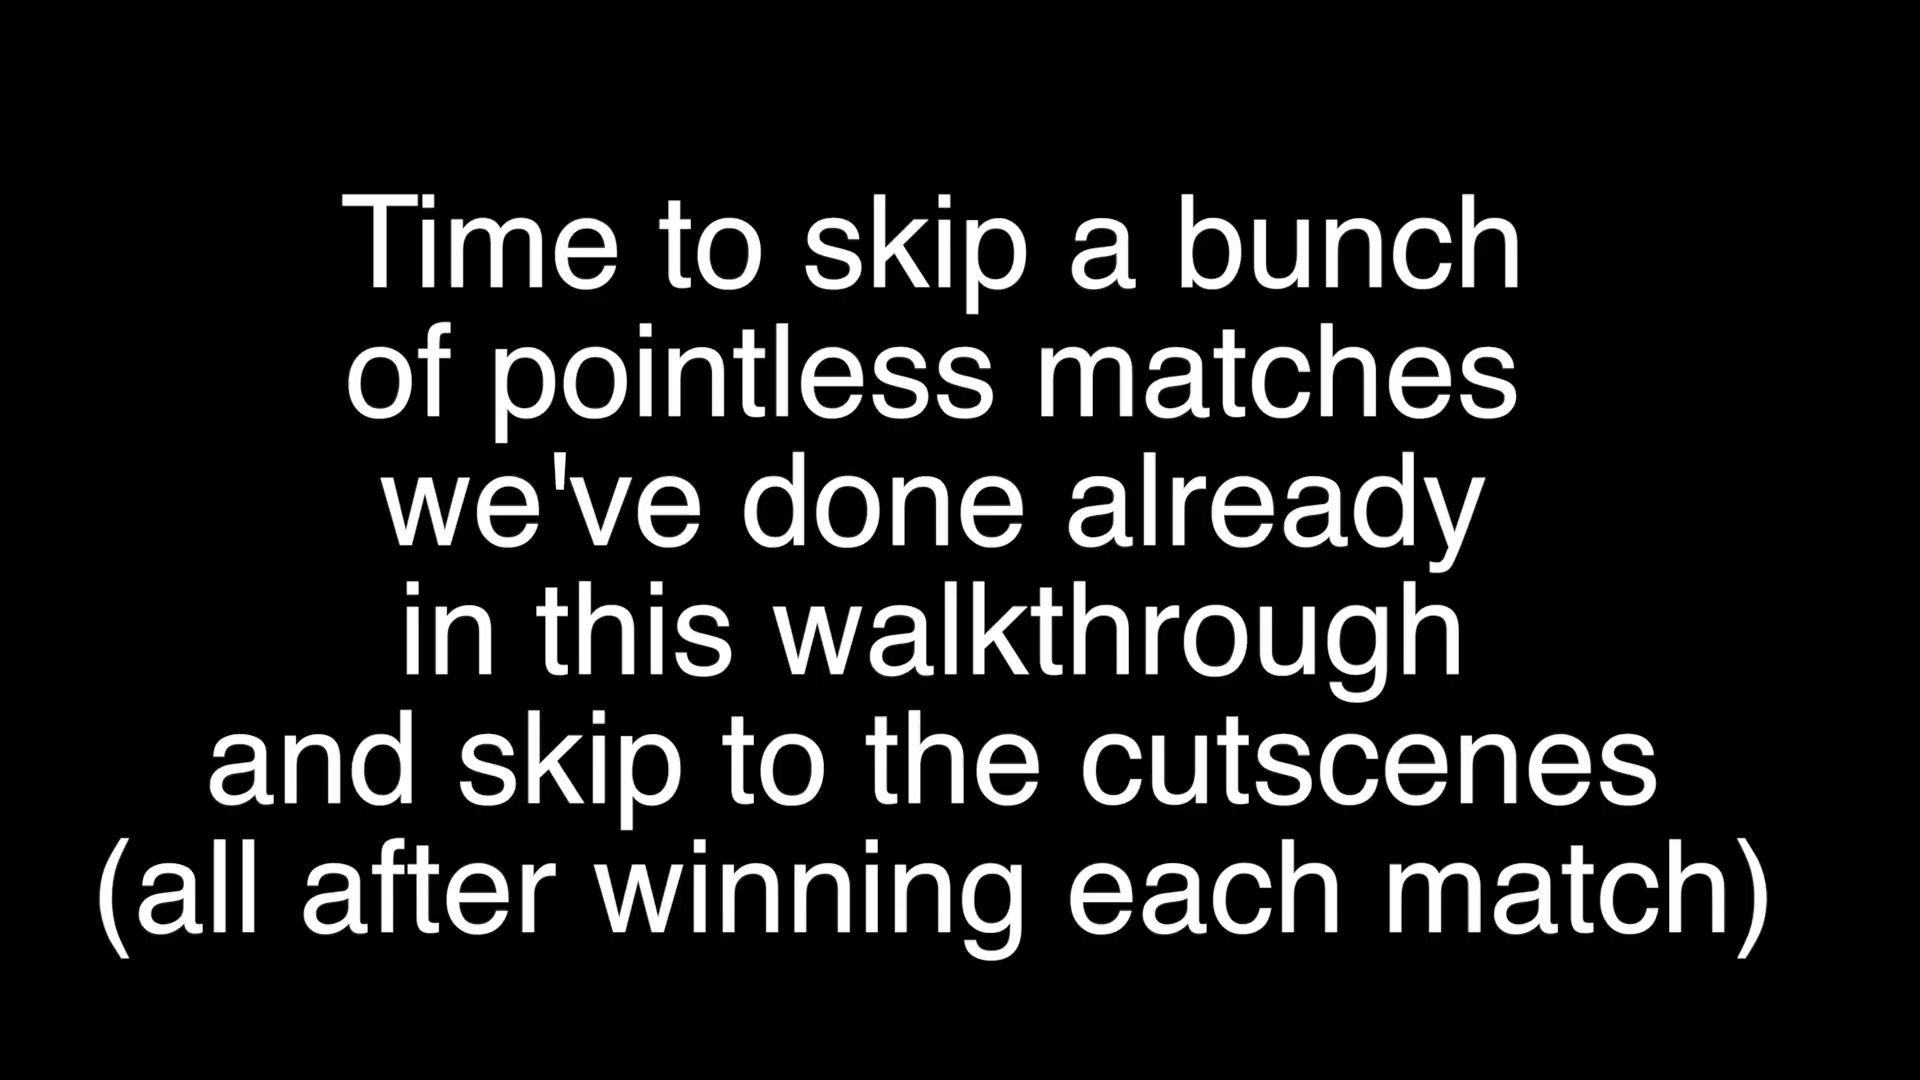 Time to skip a bunch
of pointless matches
we've done already
in this walkthrough
and skip to the cutscenes
(all after winning each match)